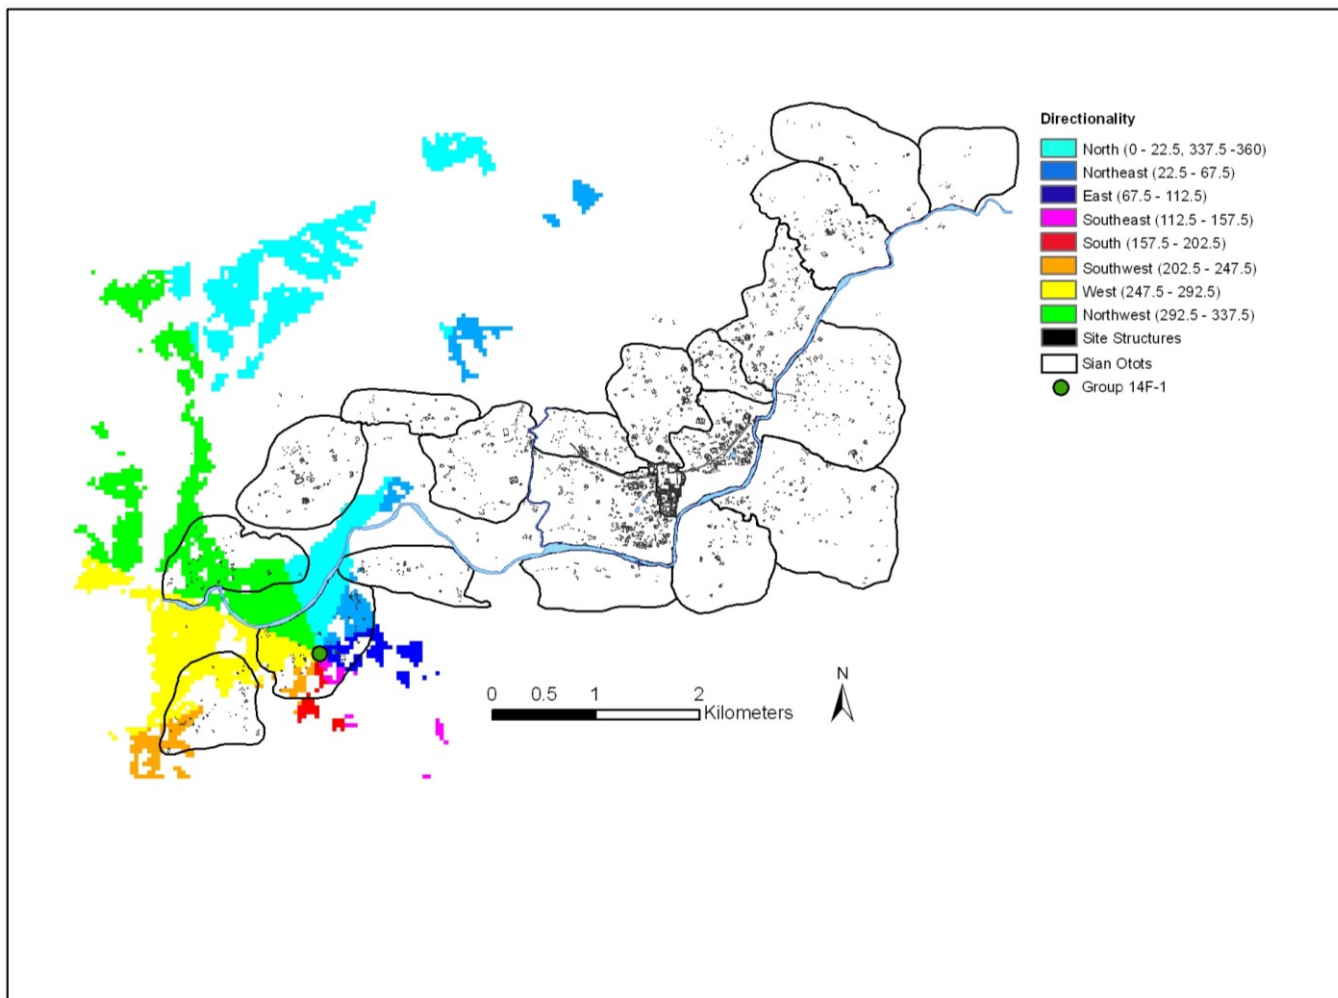 Directionality
North (0 - 22.5, 337.5 -360)
Northeast (22.5 - 67.5)
East (67.5 - 112.5)
Southeast (112.5 - 157.5)
South (157.5 - 202.5)
Southwest (202.5 - 247.5)
West (247.5 - 292.5)
Northwest (292.5 - 337.5)
Site Structures
Sian Otots
Group 14F-1
N
0 0.5 1 2
Kilometers